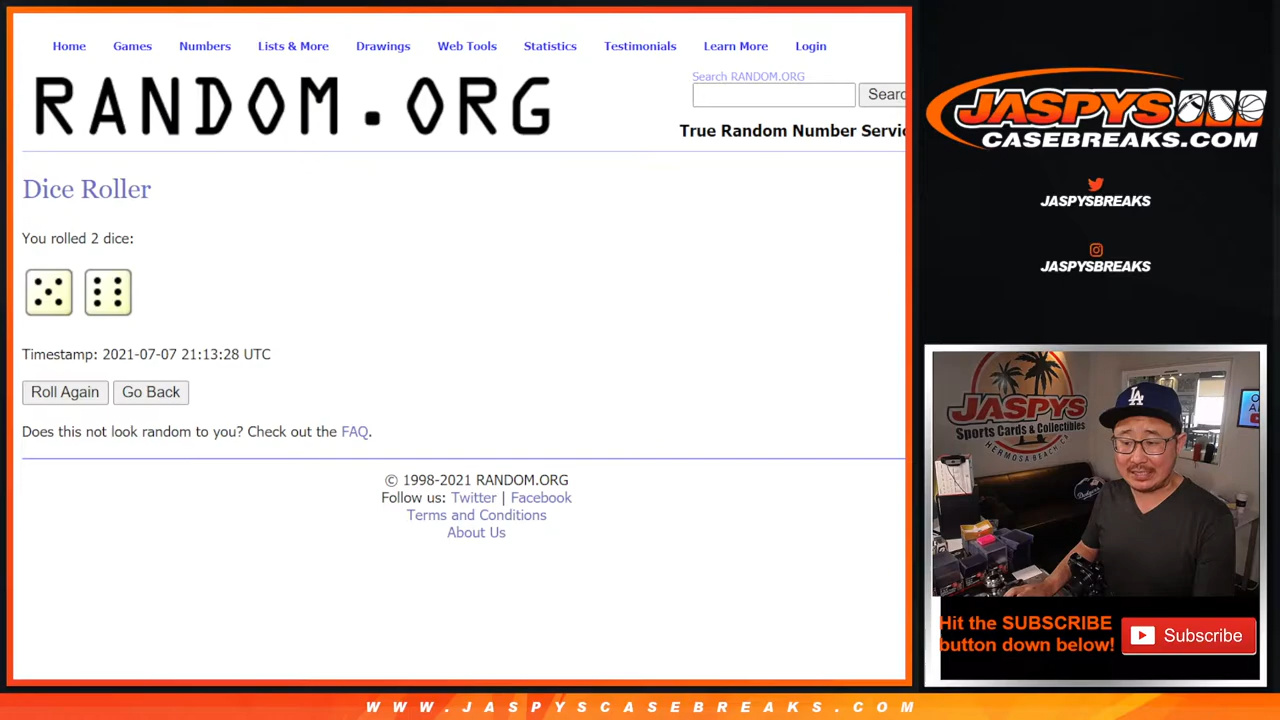 Home Games Numbers Lists & More Drawings Web Tools Statistics Testimonials Learn More Login
RANDOM.ORG
Search RANDOM.ORG
True Random Number
Dice Roller
You rolled 2 dice:
Timestamp: 2021-07-07 21:13:28 UTC
Roll Again Go Back
Does this not look random to you? Check out the FAQ.
© 1998-2021 RANDOM.ORG
Follow us: Twitter | Facebook
Terms and Conditions
About Us
JASPYS
CASEBREAKS.COM
JASPYSBREAKS
JASPYSBREAKS
JASPYS
Sports Cards & Collectibles
HERMOSA BEACH, CA
LA
Dodgers
Hit the SUBSCRIBE
button down below!
Subscribe
WWW.JASPYSCASEBREAKS.COM